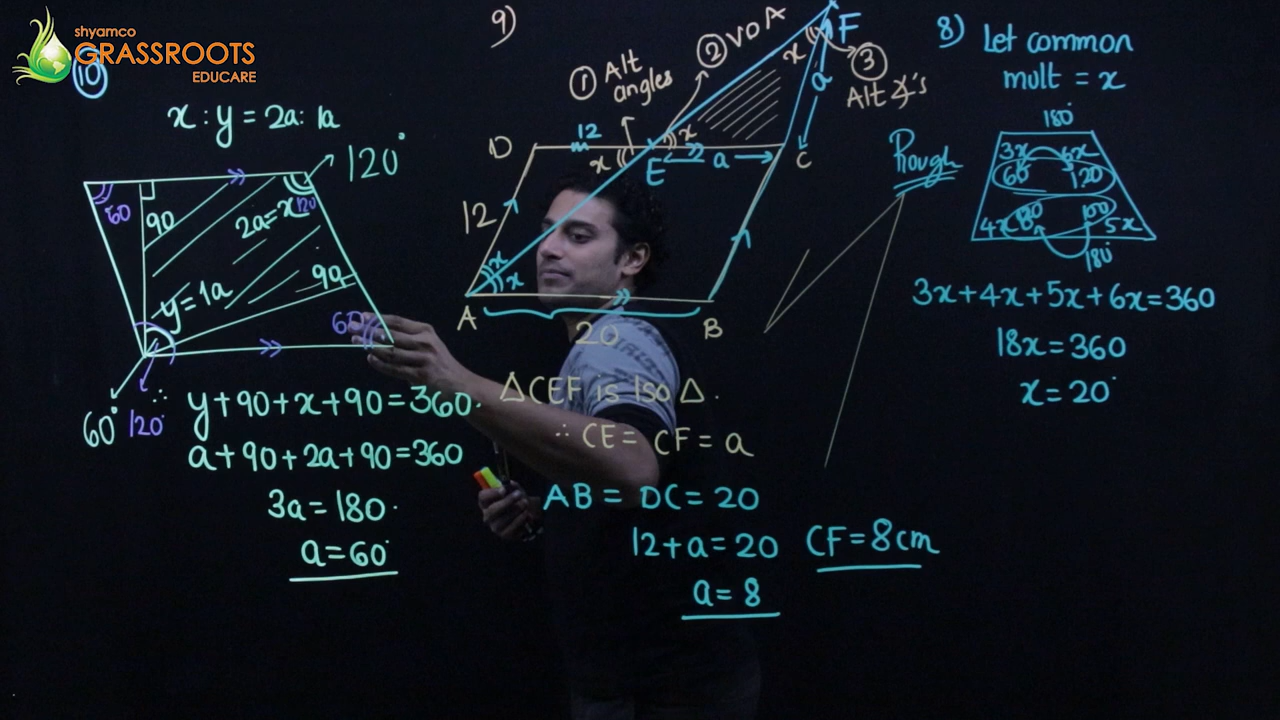 shyamco
GRASSROOTS
EDUCARE
10
x : y = 2a : 1a
120°
60
90
2a = x
120
y = 1a
90
60
60°
120°
∴ y + 90 + x + 90 = 360.
a + 90 + 2a + 90 = 360
3a = 180.
a = 60°
9)
① Alt
angles
② VOA
③
Alt ∡'s
F
x
a
D
12
x
E
x
a
C
12
x
x
A
20
B
△CEF is Iso △.
∴ CE = CF = a
AB = DC = 20
12 + a = 20
a = 8
CF = 8cm
8) Let common
mult = x
Rough
180°
3x 6x
60 120
4x 5x
100
180°
3x + 4x + 5x + 6x = 360
18x = 360
x = 20°